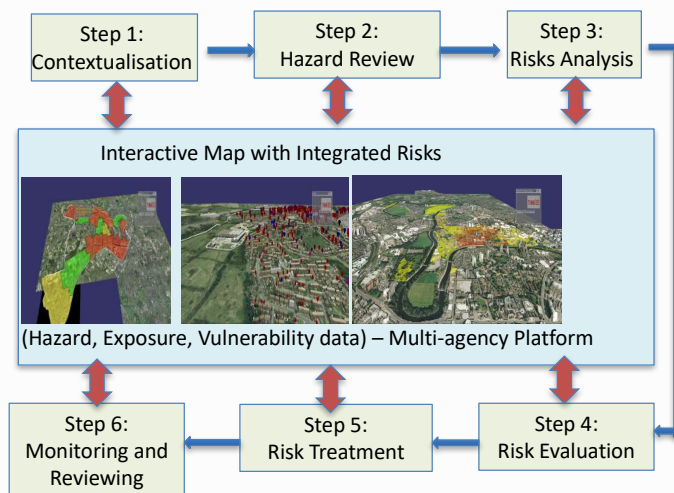 Step 1:
Contextualisation
Step 2:
Hazard Review
Step 3:
Risks Analysis
Interactive Map with Integrated Risks
(Hazard, Exposure, Vulnerability data) – Multi-agency Platform
Step 6:
Monitoring and
Reviewing
Step 5:
Risk Treatment
Step 4:
Risk Evaluation